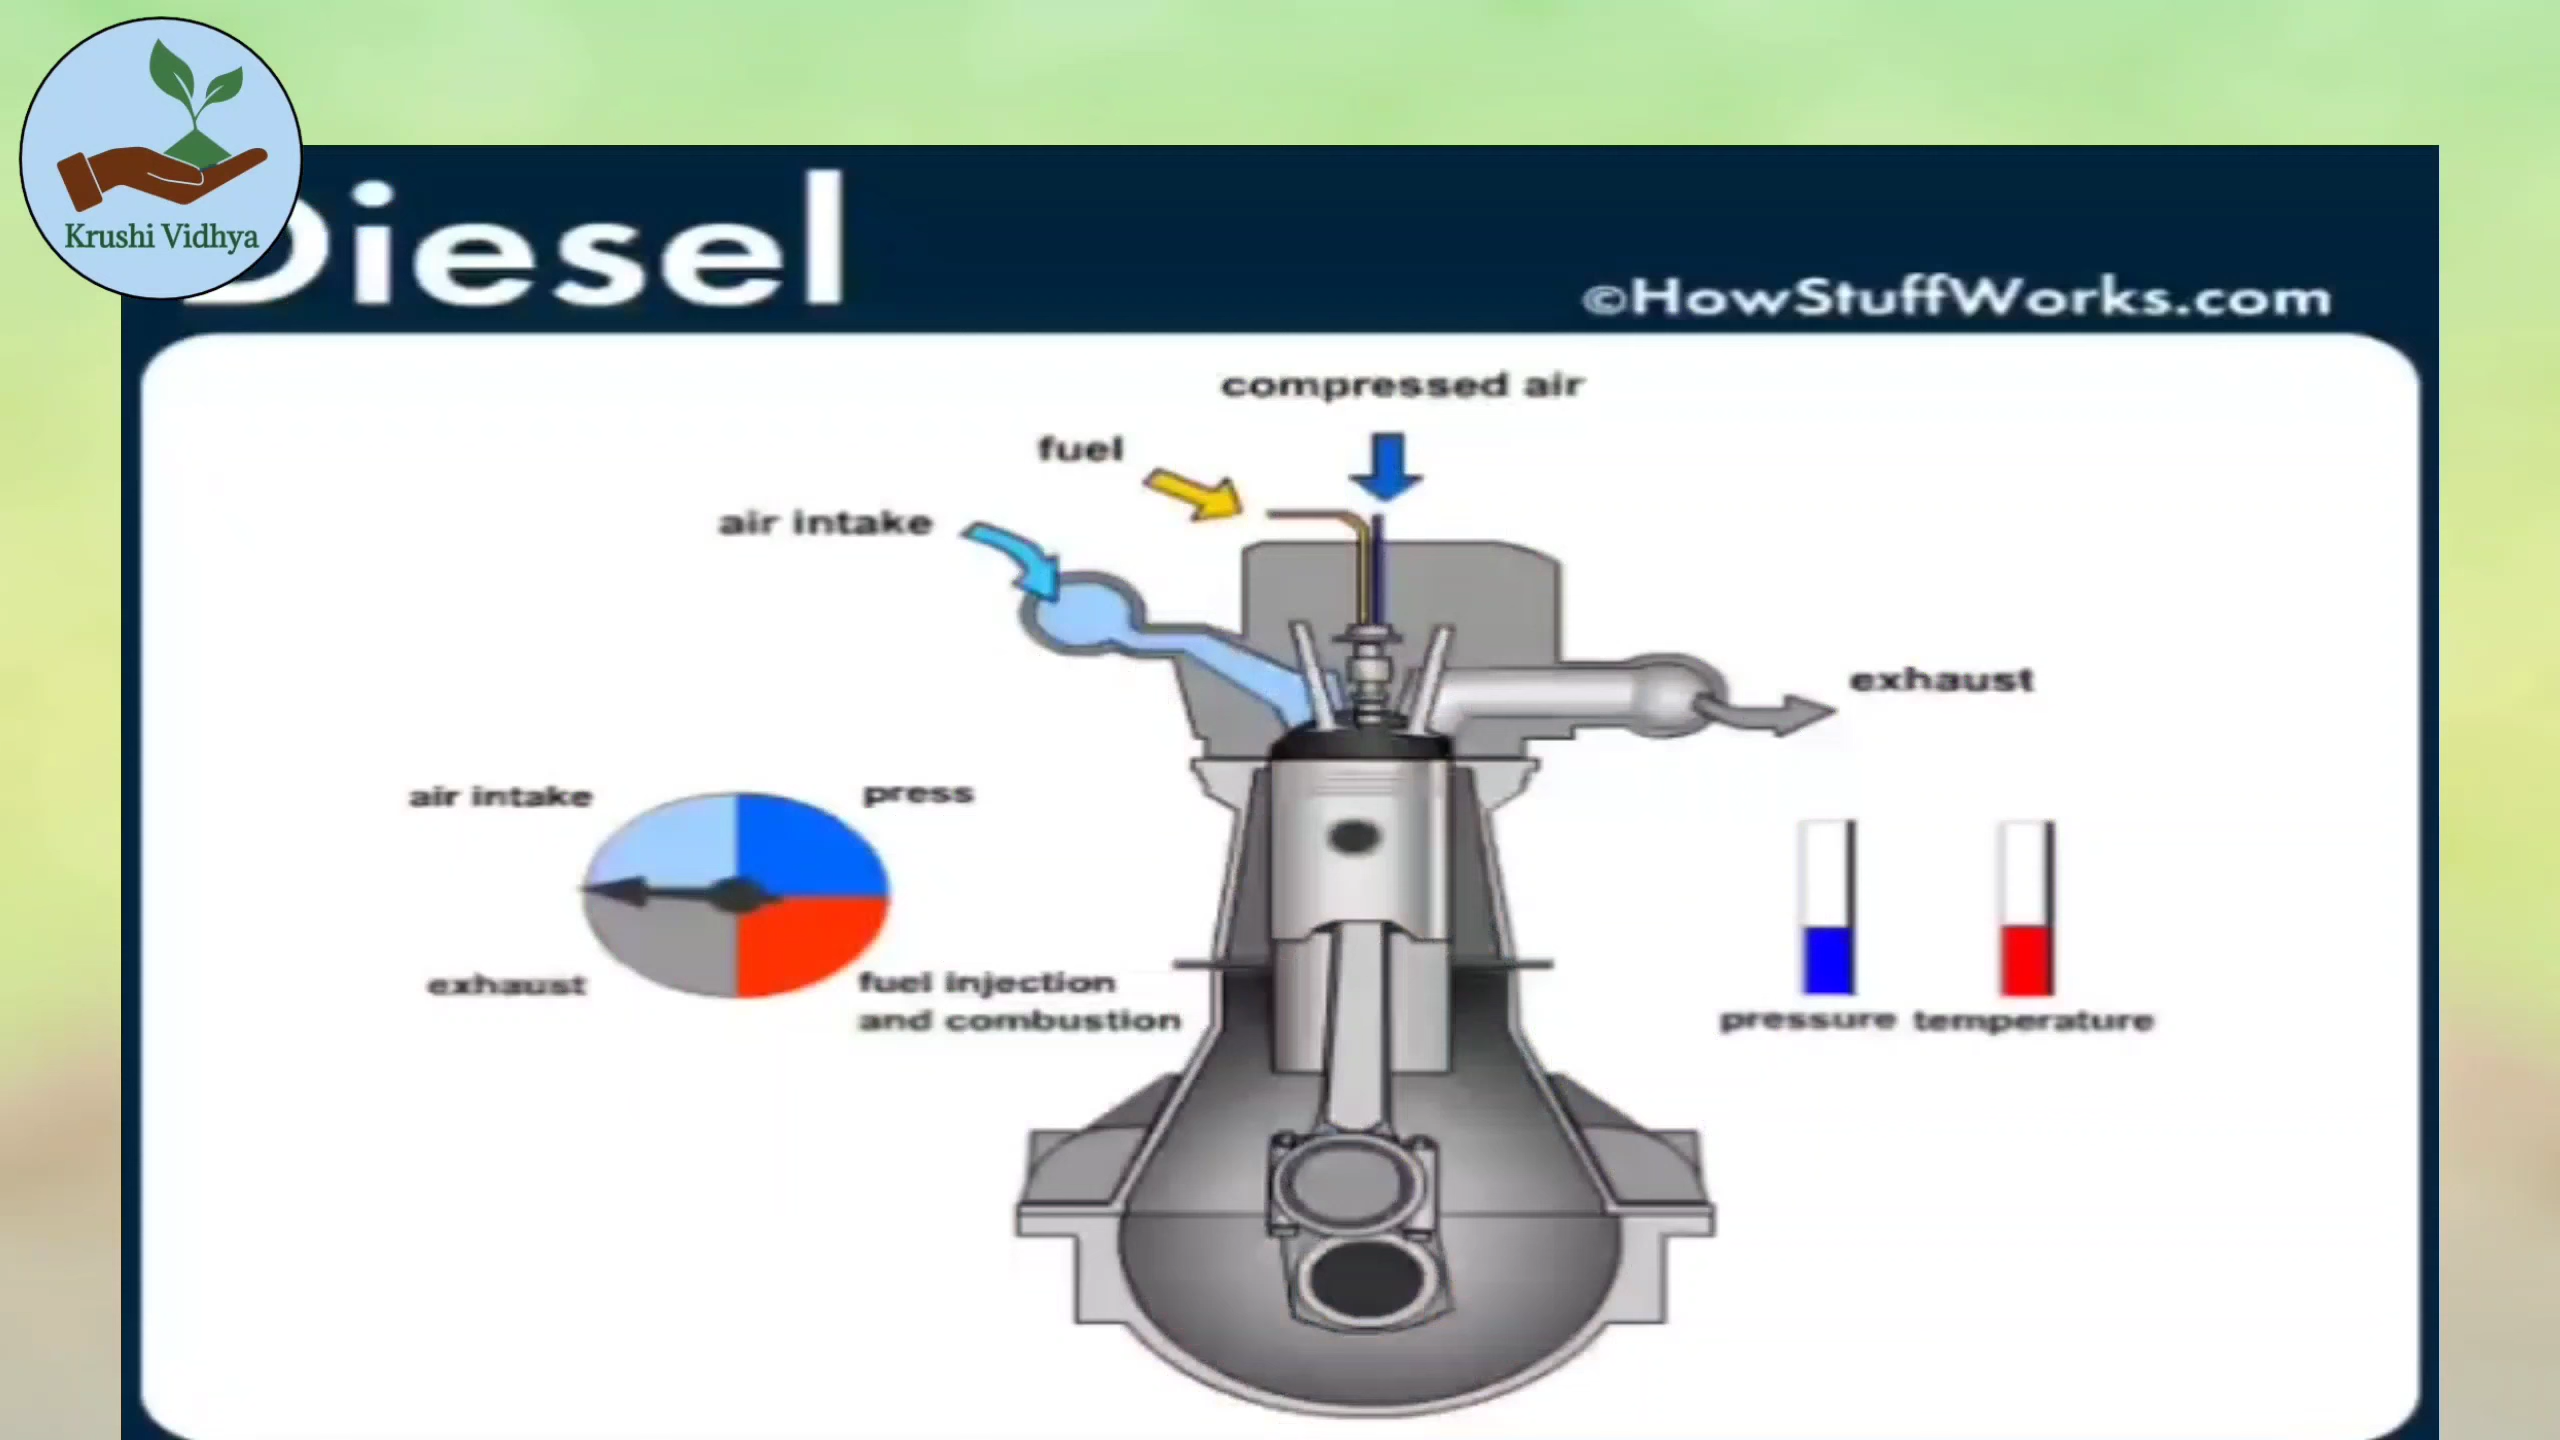 Krushi Vidhya
Diesel
©HowStuffWorks.com
compressed air
fuel
air intake
exhaust
air intake
press
exhaust
fuel injection
and combustion
pressure
temperature